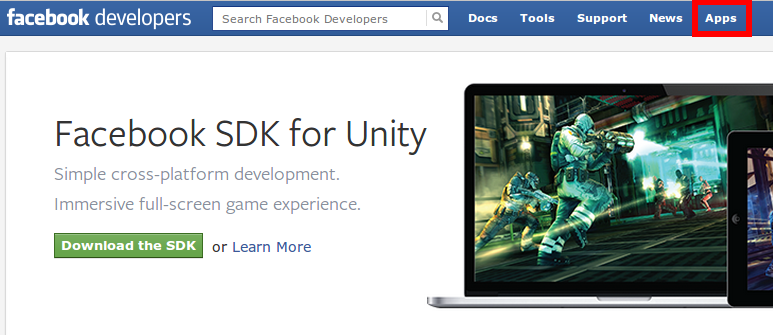 facebook developers Search Facebook Developers Docs Tools Support News Apps
Facebook SDK for Unity
Simple cross-platform development.
Immersive full-screen game experience.
Download the SDK or Learn More